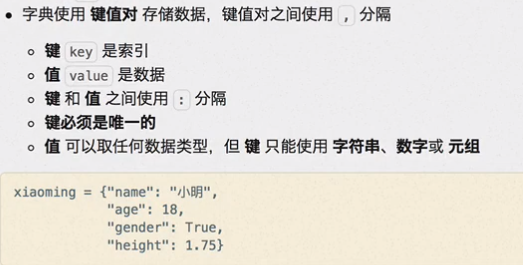 字典使用 键值对 存储数据，键值对之间使用 , 分隔
键 key 是索引
值 value 是数据
键 和 值 之间使用 : 分隔
键必须是唯一的
值 可以取任何数据类型，但 键 只能使用 字符串、数字或 元组
xiaoming = {"name": "小明",
"age": 18,
"gender": True,
"height": 1.75}